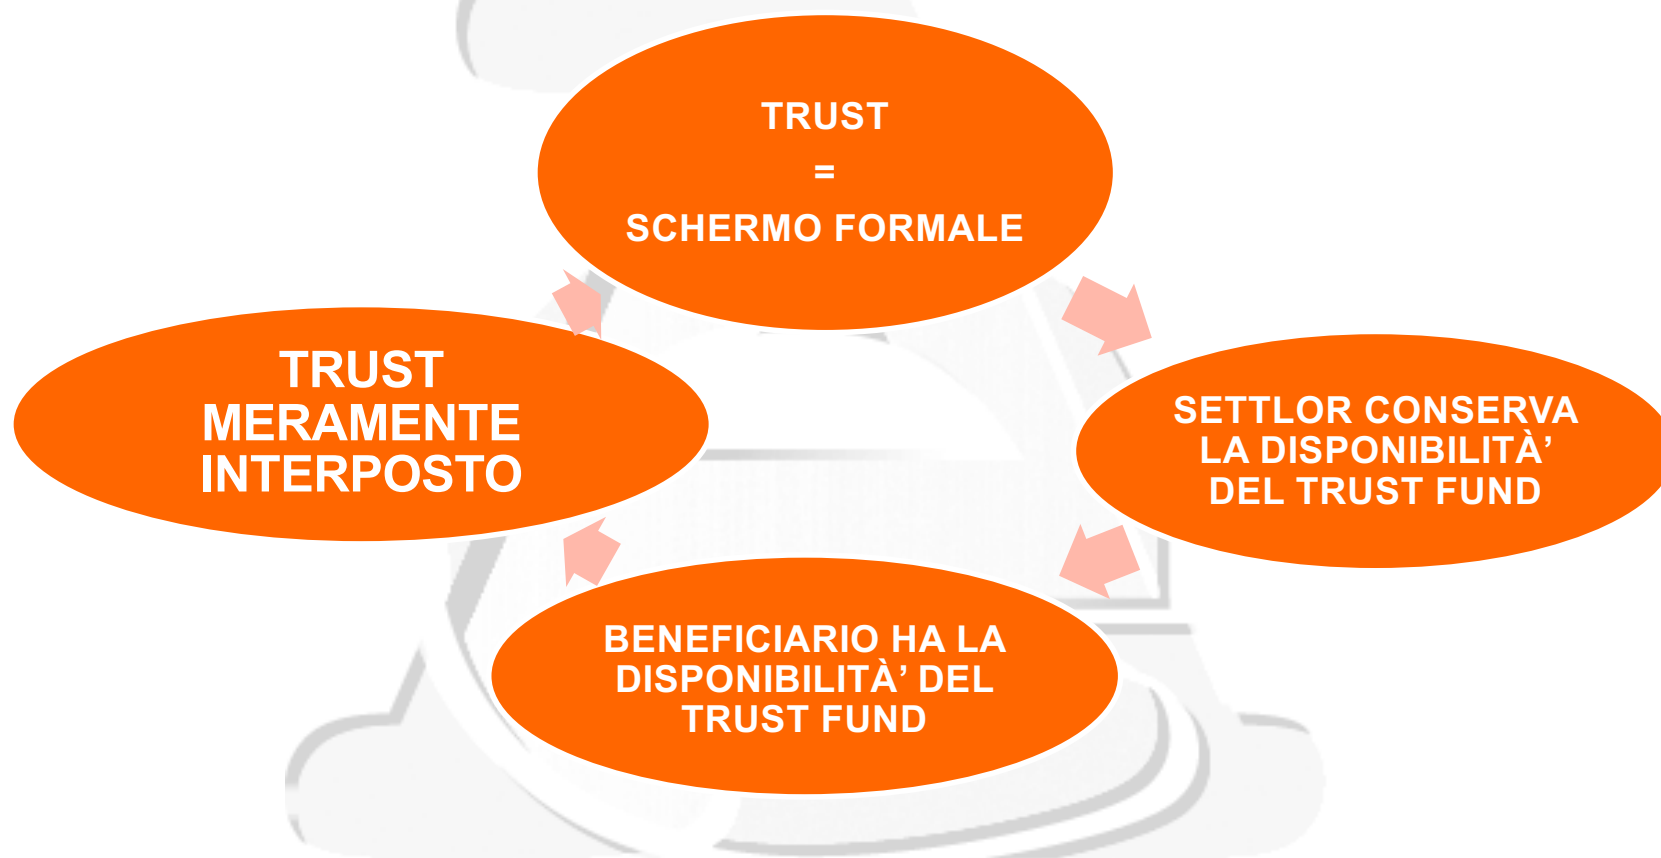 TRUST
=
SCHERMO FORMALE
SETTLOR CONSERVA
LA DISPONIBILITÀ’
DEL TRUST FUND
BENEFICIARIO HA LA
DISPONIBILITÀ’ DEL
TRUST FUND
TRUST
MERAMENTE
INTERPOSTO